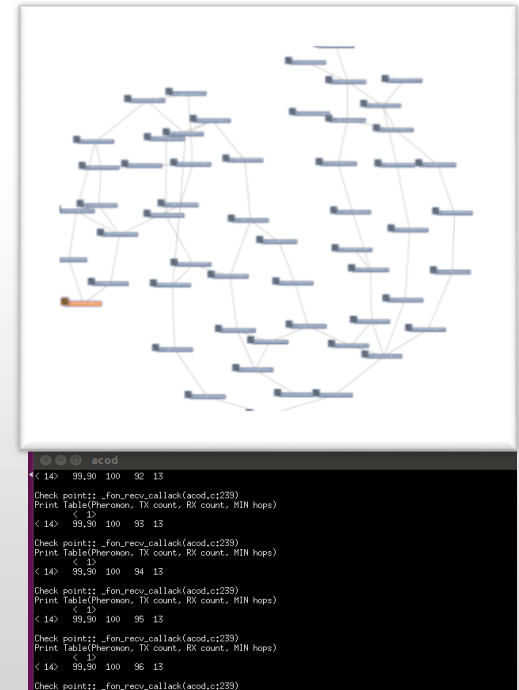 acod
< 14> 99.90 100 92 13
Check point:: _fon_recv_callack(acod.c:239)
Print Table(Pheromon, TX count, RX count, MIN hops)
< 1>
< 14> 99.90 100 93 13
Check point:: _fon_recv_callack(acod.c:239)
Print Table(Pheromon, TX count, RX count, MIN hops)
< 1>
< 14> 99.90 100 94 13
Check point:: _fon_recv_callack(acod.c:239)
Print Table(Pheromon, TX count, RX count, MIN hops)
< 1>
< 14> 99.90 100 95 13
Check point:: _fon_recv_callack(acod.c:239)
Print Table(Pheromon, TX count, RX count, MIN hops)
< 1>
< 14> 99.90 100 96 13
Check point:: _fon_recv_callack(acod.c:239)